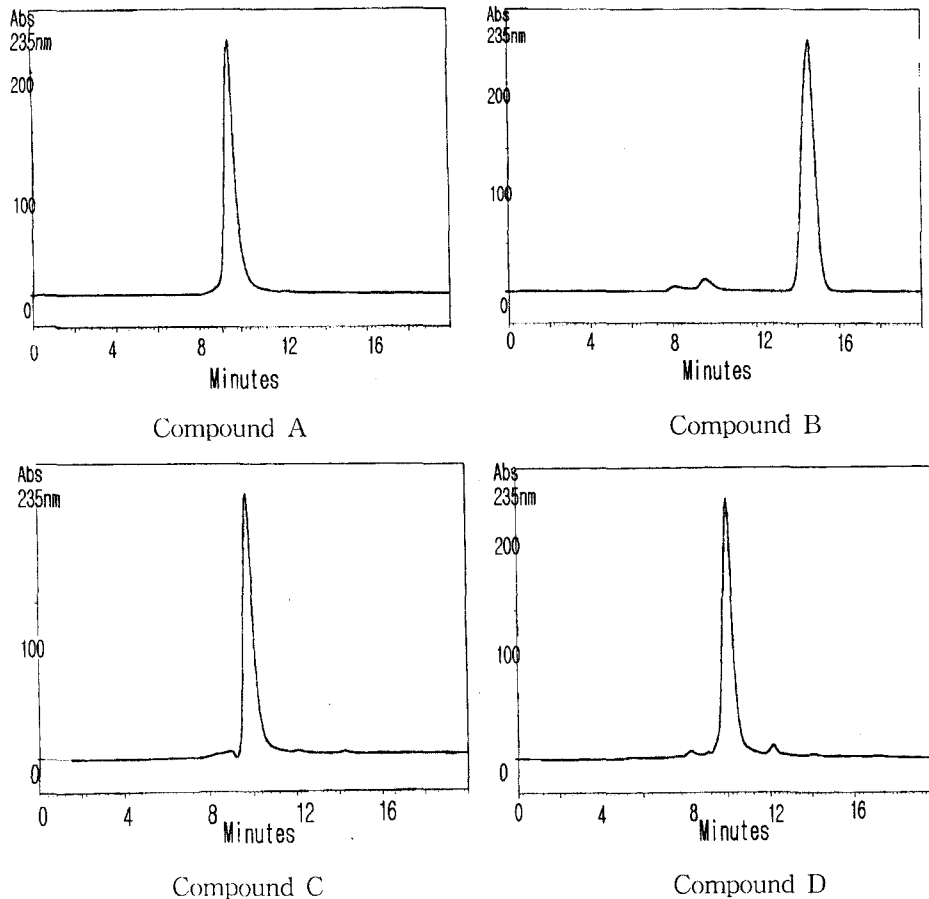 Abs
235nm
200
100
0
0 4 8 12 16
Minutes
Compound A
Abs
235nm
200
100
0
0 4 8 12 16
Minutes
Compound B
Abs
235nm
100
0
0 4 8 12 16
Minutes
Compound C
Abs
235nm
200
100
0
0 4 8 12 16
Minutes
Compound D